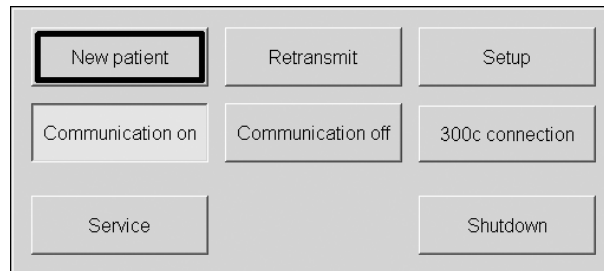 New patient
Retransmit
Setup
Communication on
Communication off
300c connection
Service
Shutdown